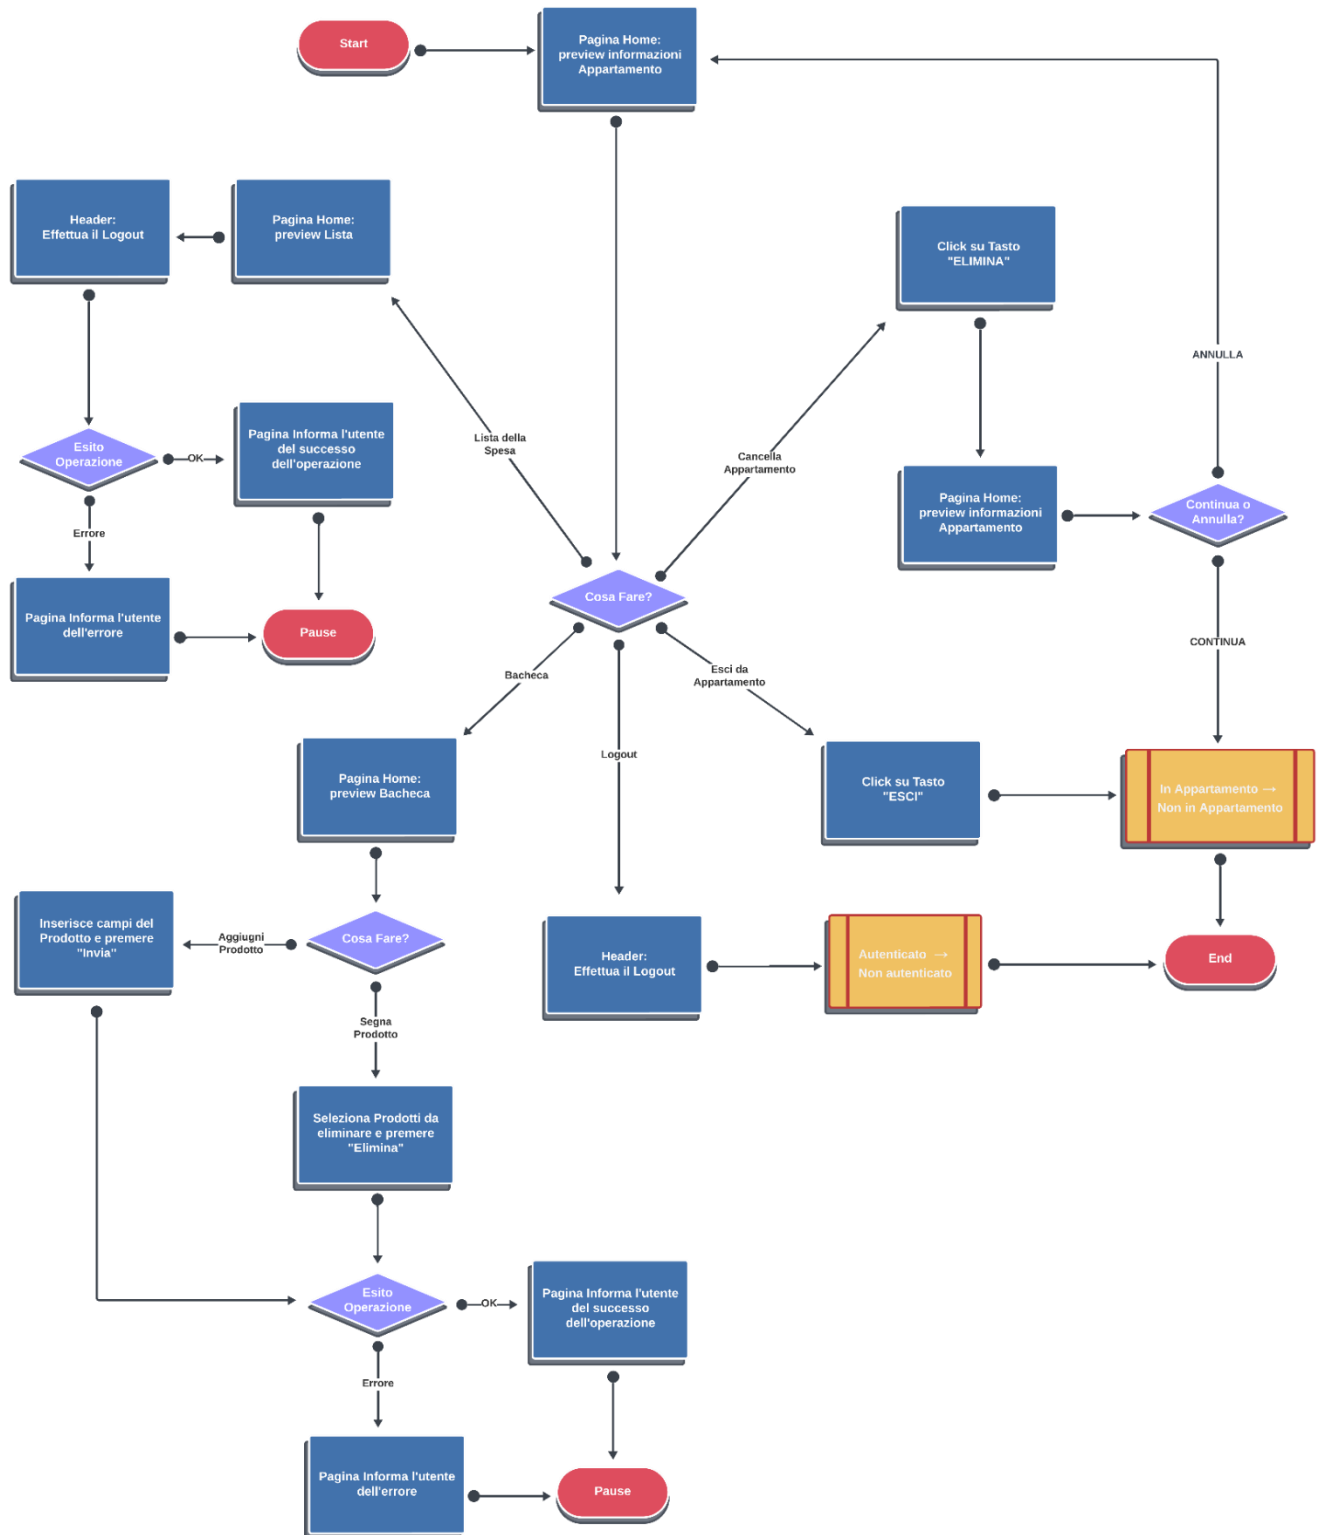 Start
Pagina Home:
preview informazioni
Appartamento
Header:
Effettua il Logout
Pagina Home:
preview Lista
Click su Tasto
"ELIMINA"
ANNULLA
Esito
Operazione
OK
Pagina Informa l'utente
del successo
dell'operazione
Lista della
Spesa
Cancella
Appartamento
Pagina Home:
preview informazioni
Appartamento
Continua o
Annulla?
Errore
Pagina Informa l'utente
dell'errore
Pause
Cosa Fare?
CONTINUA
Bacheca
Esci da
Appartamento
Logout
Pagina Home:
preview Bacheca
Click su Tasto
"ESCI"
In Appartamento →
Non in Appartamento
Inserisce campi del
Prodotto e premere
"Invia"
Aggiugni
Prodotto
Cosa Fare?
Header:
Effettua il Logout
Autenticato →
Non autenticato
End
Segna
Prodotto
Seleziona Prodotti da
eliminare e premere
"Elimina"
Esito
Operazione
OK
Pagina Informa l'utente
del successo
dell'operazione
Errore
Pagina Informa l'utente
dell'errore
Pause